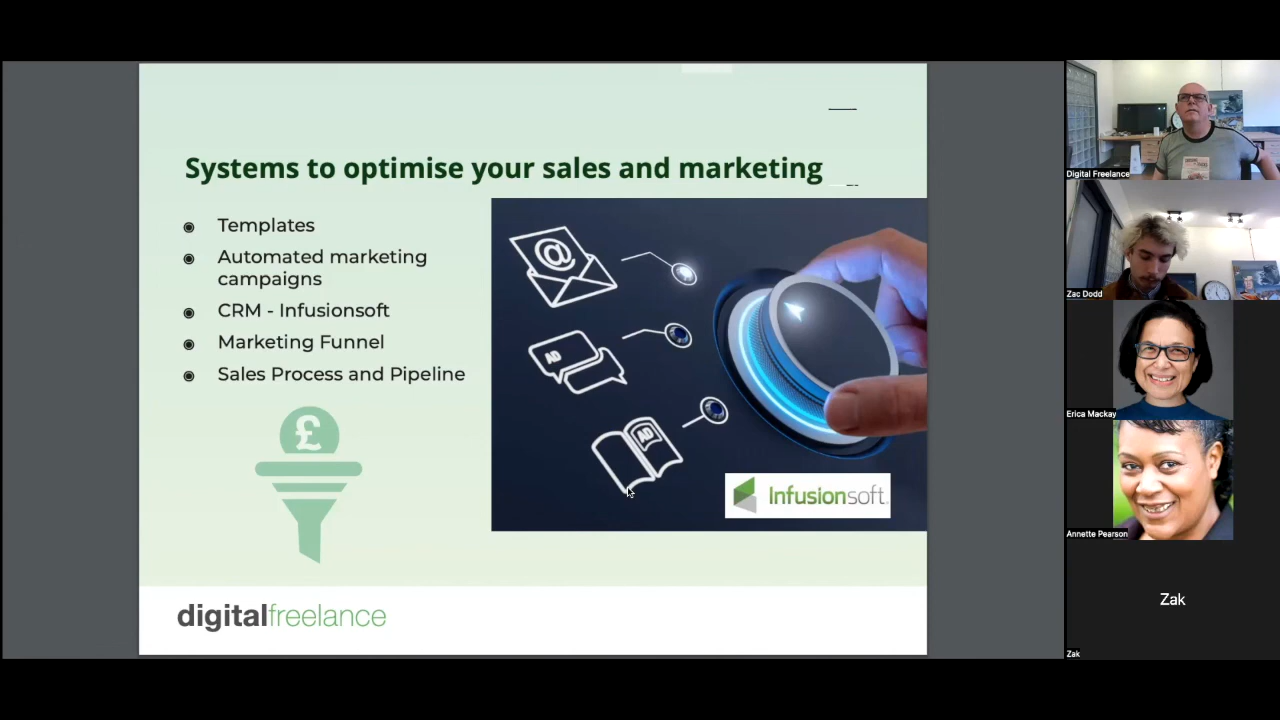 Systems to optimise your sales and marketing
Templates
Automated marketing
campaigns
CRM - Infusionsoft
Marketing Funnel
Sales Process and Pipeline
£
@
AD
AD
Infusionsoft.
digitalfreelance
Digital Freelance
Zac Dodd
Erica Mackay
Annette Pearson
Zak
Zak